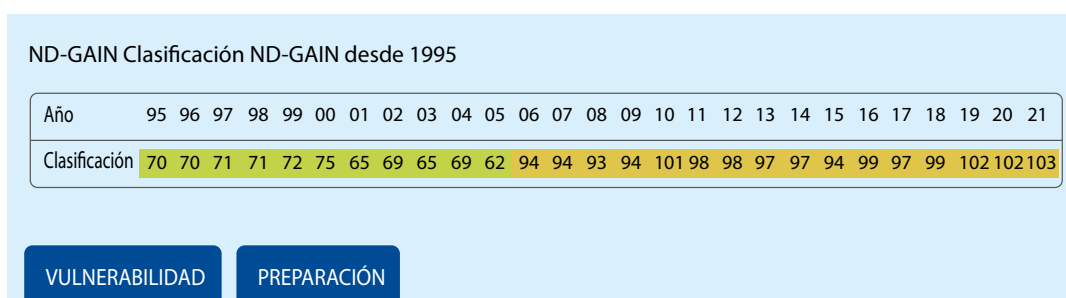 ND-GAIN Clasificación ND-GAIN desde 1995
Año 95 96 97 98 99 00 01 02 03 04 05 06 07 08 09 10 11 12 13 14 15 16 17 18 19 20 21
Clasificación 70 70 71 71 72 75 65 69 65 69 62 94 94 93 94 101 98 98 97 97 94 99 97 99 102 102 103
VULNERABILIDAD PREPARACIÓN